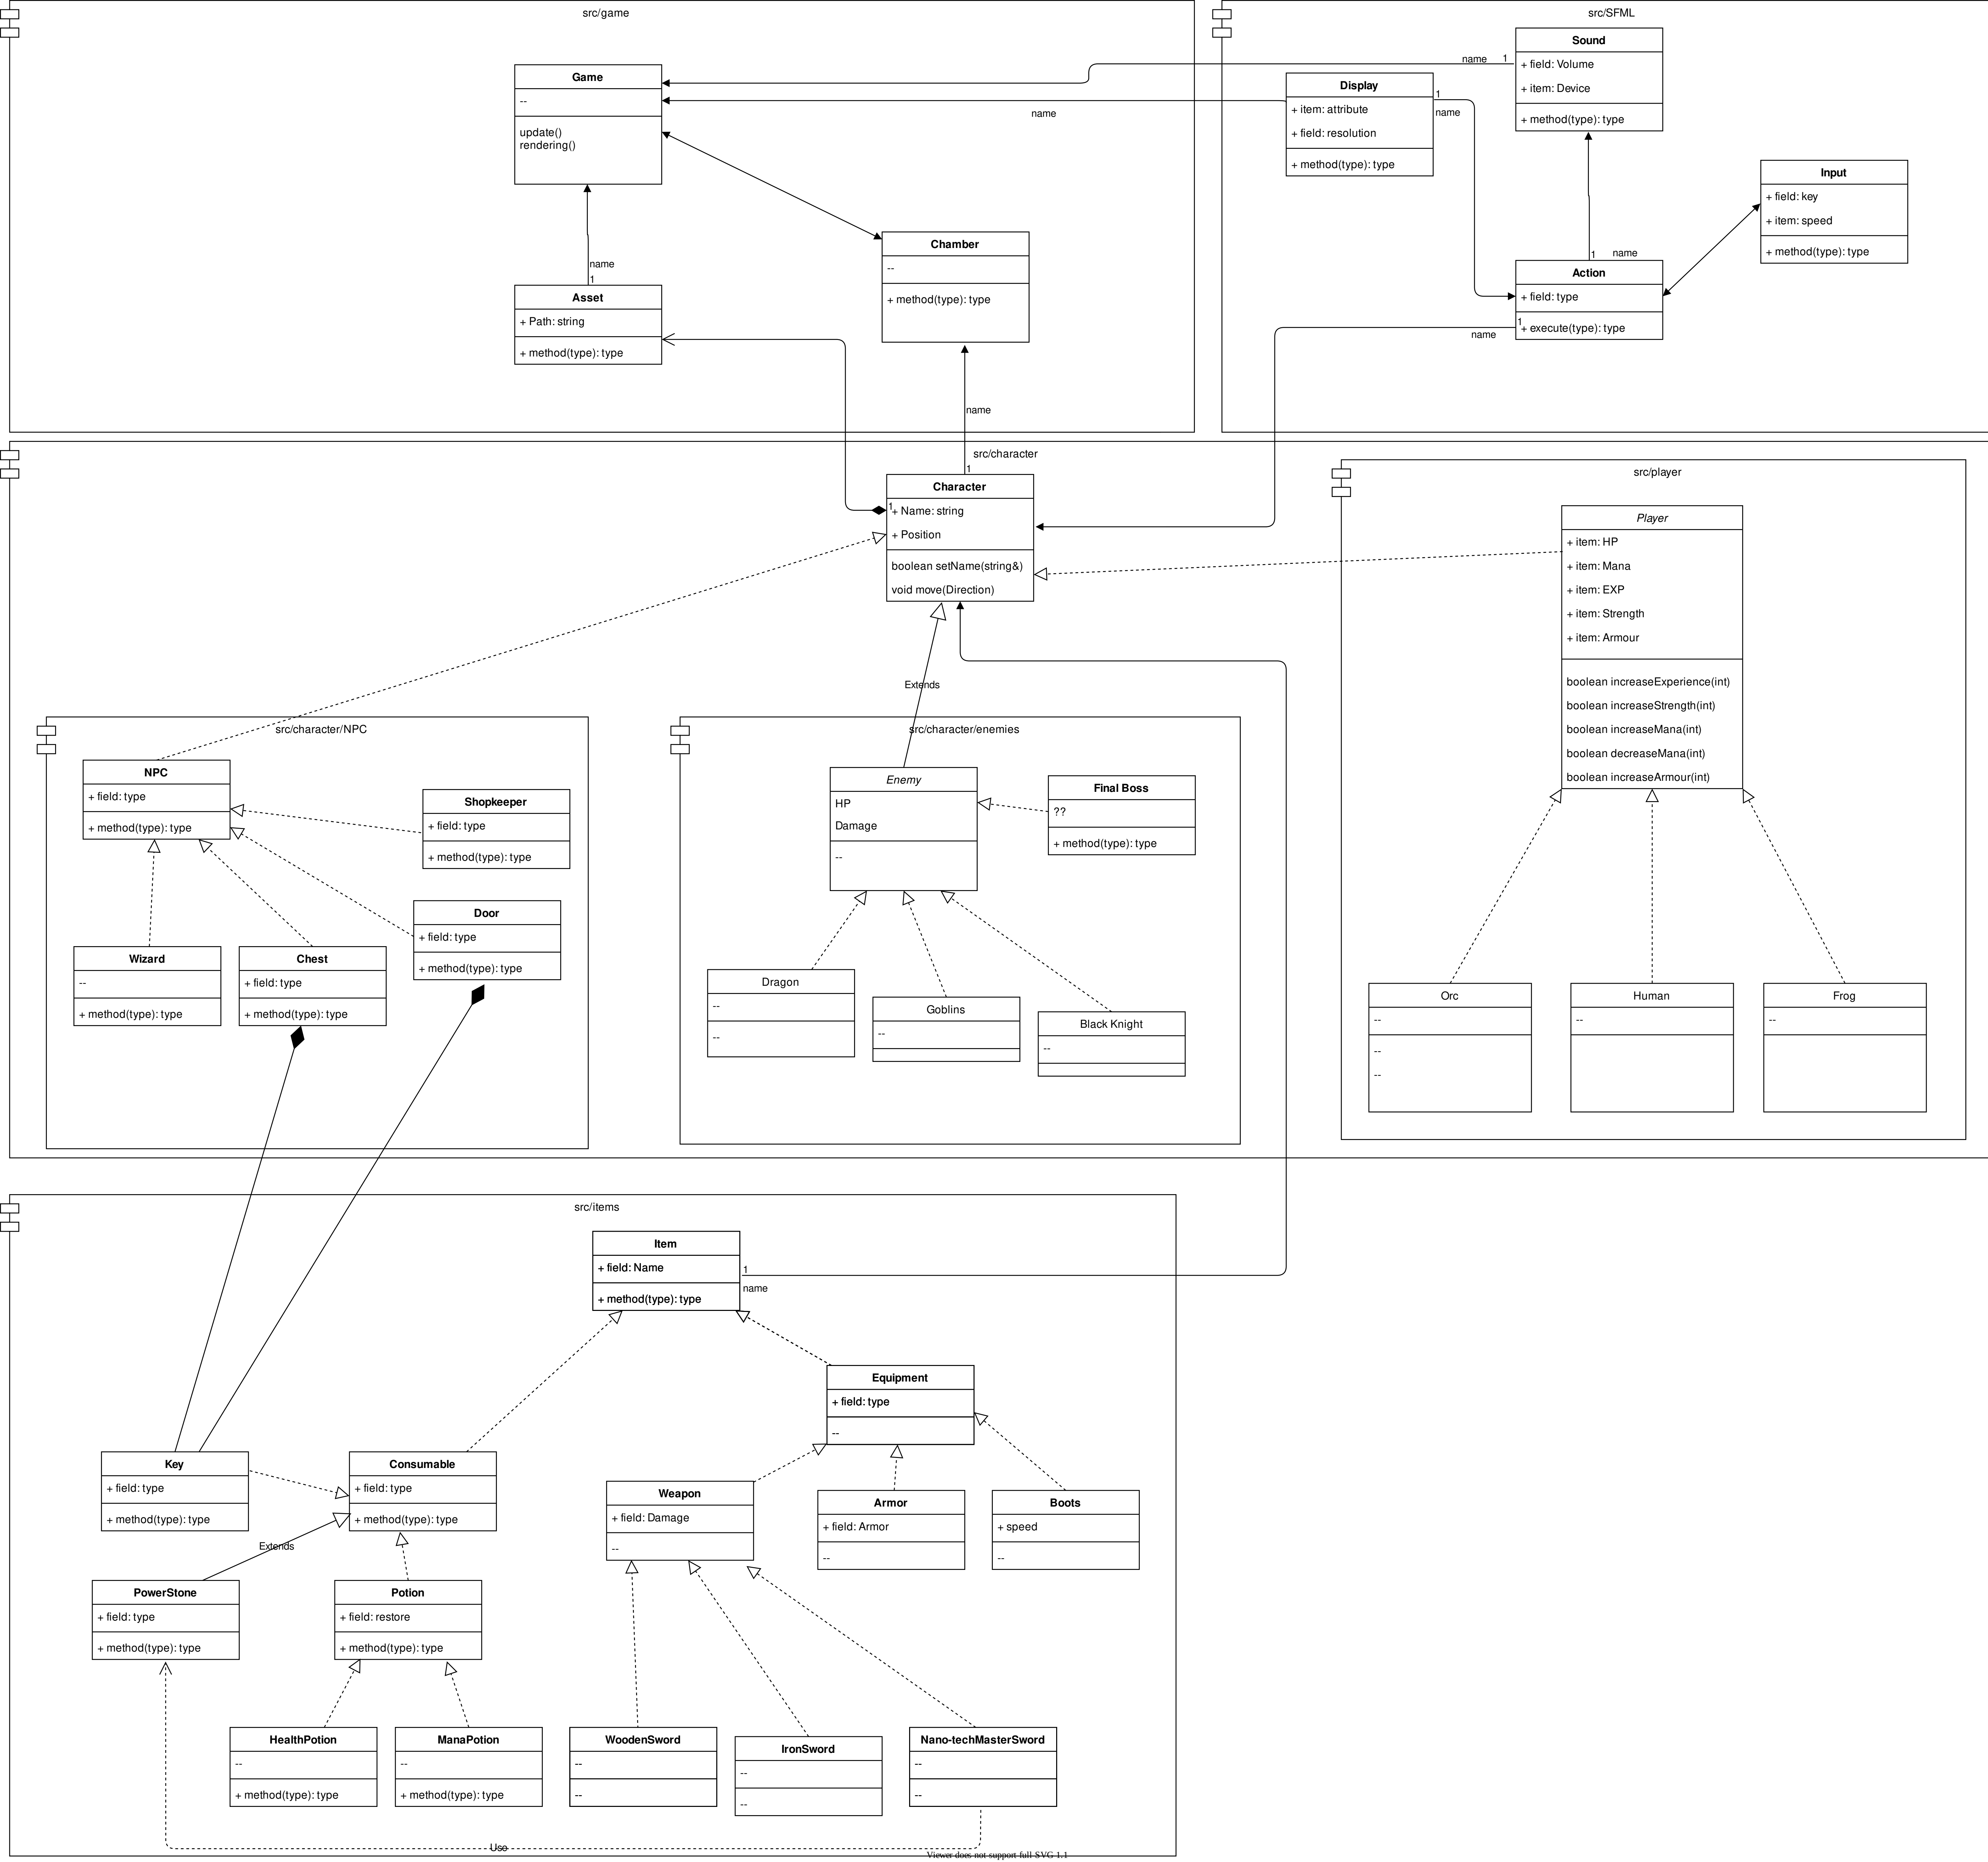 src/game
Game
--
update()
rendering()
name
1
Asset
+ Path: string
+ method(type): type
Chamber
--
+ method(type): type
name
1
name
src/SFML
Sound
+ field: Volume
+ item: Device
+ method(type): type
name
1
Display
+ item: attribute
+ field: resolution
+ method(type): type
1
name
Input
+ field: key
+ item: speed
+ method(type): type
1
name
Action
+ field: type
1
+ execute(type): type
name
src/character
Character
1
+ Name: string
+ Position
boolean setName(string&)
void move(Direction)
Extends
src/player
Player
+ item: HP
+ item: Mana
+ item: EXP
+ item: Strength
+ item: Armour
boolean increaseExperience(int)
boolean increaseStrength(int)
boolean increaseMana(int)
boolean decreaseMana(int)
boolean increaseArmour(int)
Orc
--
--
--
Human
--
Frog
--
src/character/NPC
NPC
+ field: type
+ method(type): type
Shopkeeper
+ field: type
+ method(type): type
Door
+ field: type
+ method(type): type
Wizard
--
+ method(type): type
Chest
+ field: type
+ method(type): type
src/character/enemies
Enemy
HP
Damage
--
Final Boss
??
+ method(type): type
Dragon
--
--
Goblins
--
Black Knight
--
src/items
Item
+ field: Name
+ method(type): type
1
name
Equipment
+ field: type
--
Key
+ field: type
+ method(type): type
Consumable
+ field: type
+ method(type): type
Extends
Weapon
+ field: Damage
--
Armor
+ field: Armor
--
Boots
+ speed
--
PowerStone
+ field: type
+ method(type): type
Potion
+ field: restore
+ method(type): type
HealthPotion
--
+ method(type): type
ManaPotion
--
+ method(type): type
WoodenSword
--
--
IronSword
--
--
Nano-techMasterSword
--
--
Use
Viewer does not support full SVG 1.1